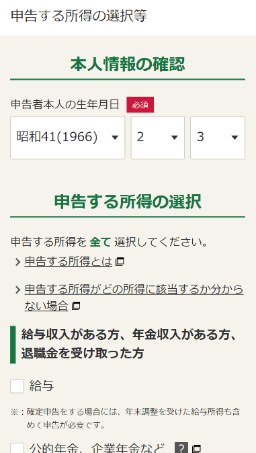 申告する所得の選択等
本人情報の確認
申告者本人の生年月日 必須
昭和41(1966) 2 3
申告する所得の選択
申告する所得を 全て 選択してください。
申告する所得とは
申告する所得がどの所得に該当するか分から
ない場合
給与収入がある方、年金収入がある方、
退職金を受け取った方
給与
※：確定申告をする場合には、年末調整を受けた給与所得も含
めて申告が必要です。
公的年金、企業年金など ?